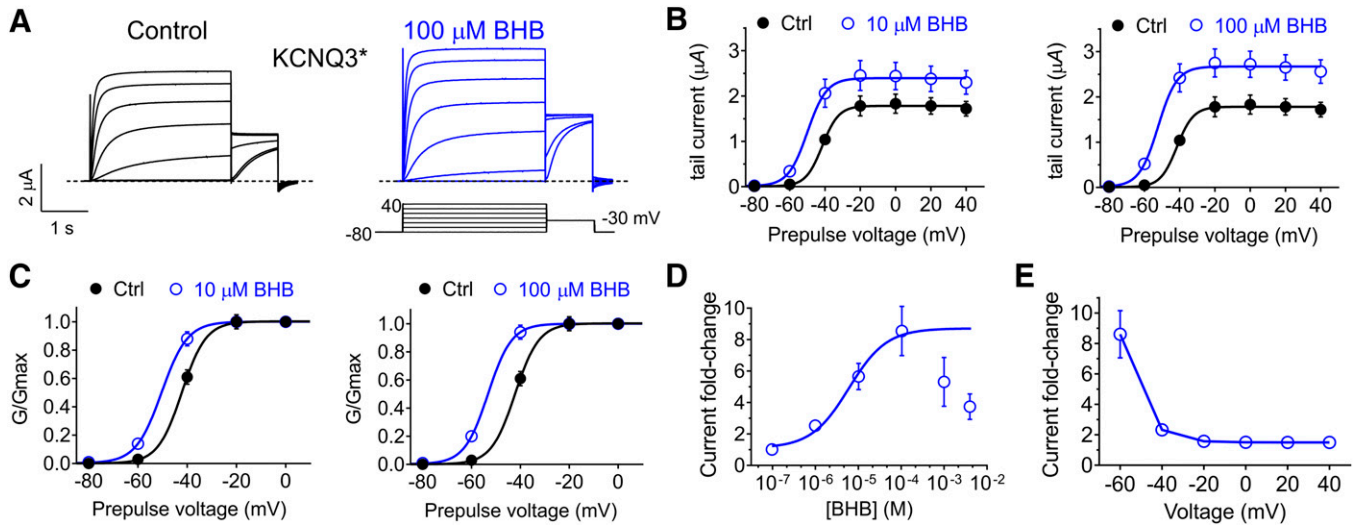 A
Control
KCNQ3*
100 μM BHB
2 μA
1 s
40
-80
-30 mV
B
Ctrl 10 μM BHB
tail current (μA)
3
2
1
0
-80 -60 -40 -20 0 20 40
Prepulse voltage (mV)
Ctrl 100 μM BHB
tail current (μA)
3
2
1
0
-80 -60 -40 -20 0 20 40
Prepulse voltage (mV)
C
Ctrl 10 μM BHB
G/Gmax
1.0
0.8
0.6
0.4
0.2
0.0
-80 -60 -40 -20 0
Prepulse voltage (mV)
Ctrl 100 μM BHB
G/Gmax
1.0
0.8
0.6
0.4
0.2
0.0
-80 -60 -40 -20 0
Prepulse voltage (mV)
D
Current fold-change
10
8
6
4
2
0
10-7 10-6 10-5 10-4 10-3 10-2
[BHB] (M)
E
Current fold-change
10
8
6
4
2
0
-60 -40 -20 0 20 40
Voltage (mV)